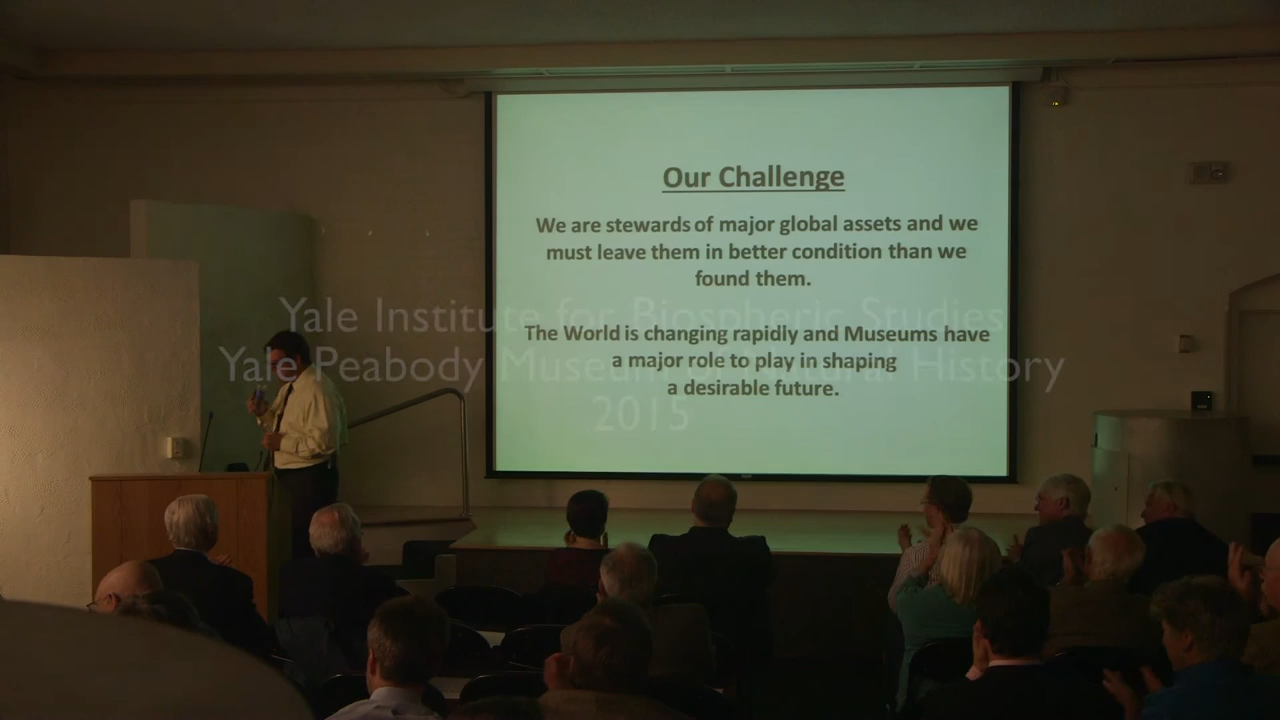 Our Challenge
We are stewards of major global assets and we
must leave them in better condition than we
found them.
The World is changing rapidly and Museums have
a major role to play in shaping
a desirable future.
Yale Institute for Biospheric Studies
Yale Peabody Museum of Natural History
2015